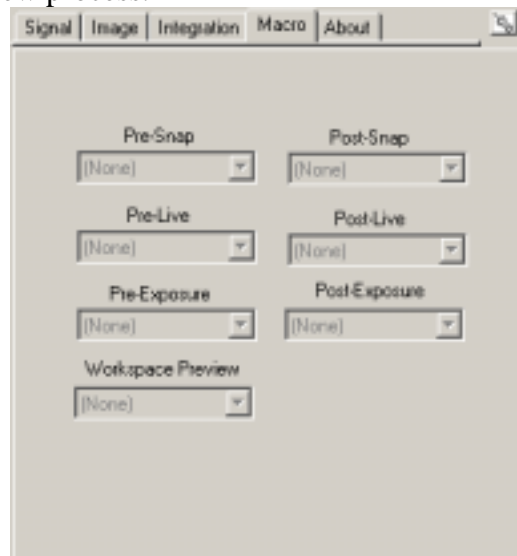 Signal Image Integration Macro About
Pre-Snap Post-Snap
(None) (None)
Pre-Live Post-Live
(None) (None)
Pre-Exposure Post-Exposure
(None) (None)
Workspace Preview
(None)